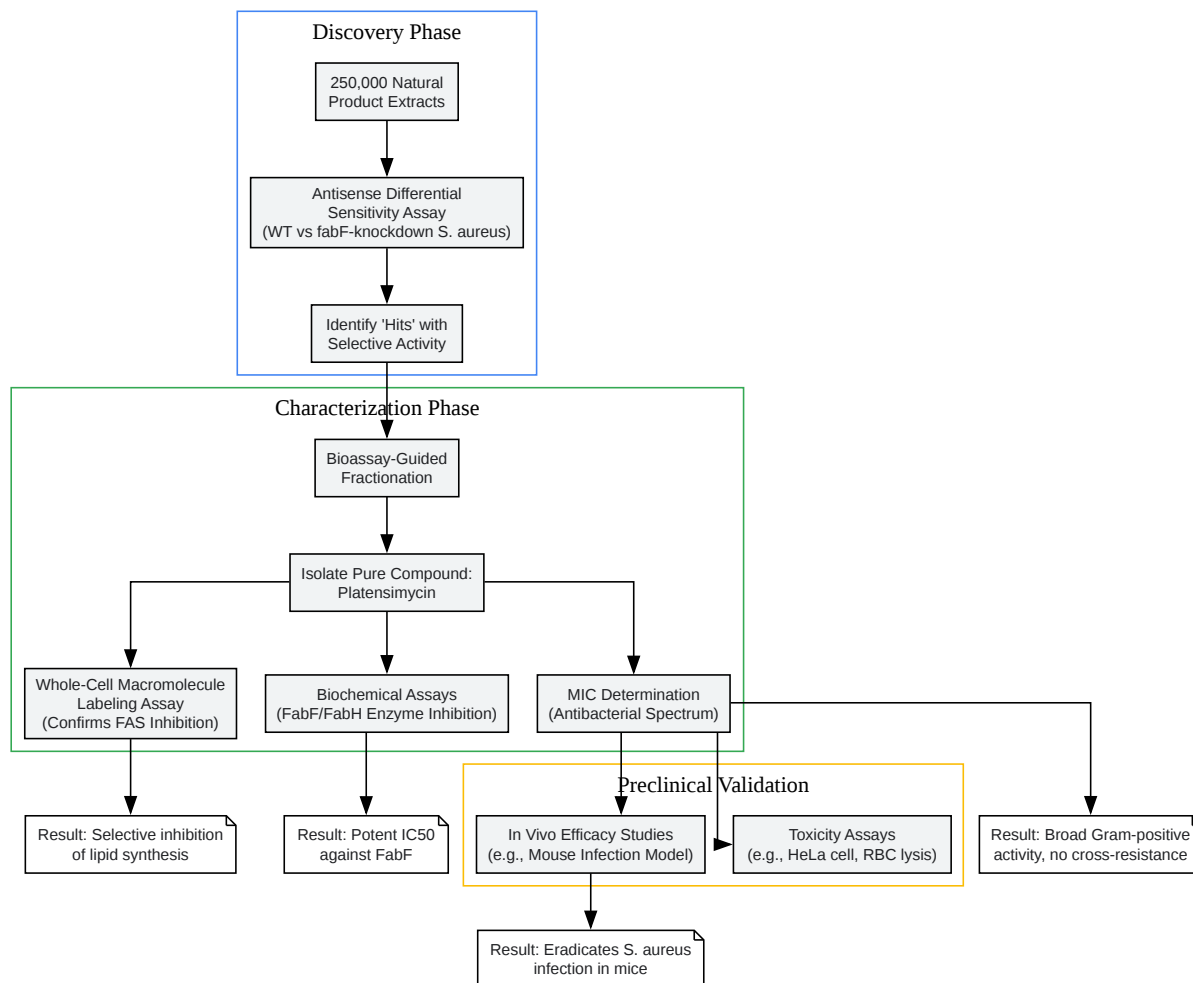 Discovery Phase
250,000 Natural
Product Extracts
Antisense Differential
Sensitivity Assay
(WT vs fabF-knockdown S. aureus)
Identify 'Hits' with
Selective Activity
Characterization Phase
Bioassay-Guided
Fractionation
Isolate Pure Compound:
Platensimycin
Whole-Cell Macromolecule
Labeling Assay
(Confirms FAS Inhibition)
Biochemical Assays
(FabF/FabH Enzyme Inhibition)
MIC Determination
(Antibacterial Spectrum)
Preclinical Validation
Result: Selective inhibition
of lipid synthesis
Result: Potent IC50
against FabF
In Vivo Efficacy Studies
(e.g., Mouse Infection Model)
Toxicity Assays
(e.g., HeLa cell, RBC lysis)
Result: Broad Gram-positive
activity, no cross-resistance
Result: Eradicates S. aureus
infection in mice